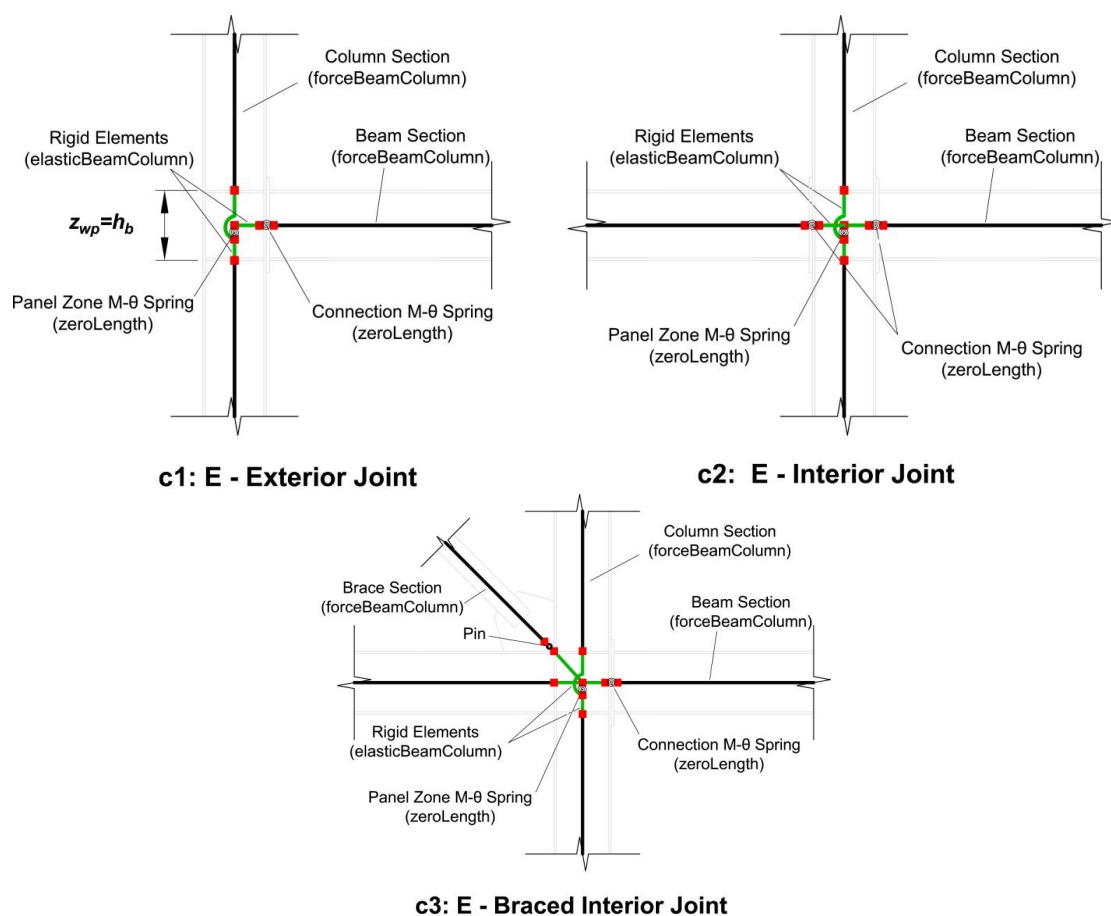 Column Section
(forceBeamColumn)
Rigid Elements
(elasticBeamColumn)
Beam Section
(forceBeamColumn)
z_wp=h_b
Panel Zone M-θ Spring
(zeroLength)
Connection M-θ Spring
(zeroLength)
c1: E - Exterior Joint
Column Section
(forceBeamColumn)
Rigid Elements
(elasticBeamColumn)
Beam Section
(forceBeamColumn)
Panel Zone M-θ Spring
(zeroLength)
Connection M-θ Spring
(zeroLength)
c2: E - Interior Joint
Column Section
(forceBeamColumn)
Brace Section
(forceBeamColumn)
Beam Section
(forceBeamColumn)
Pin
Rigid Elements
(elasticBeamColumn)
Connection M-θ Spring
(zeroLength)
Panel Zone M-θ Spring
(zeroLength)
c3: E - Braced Interior Joint